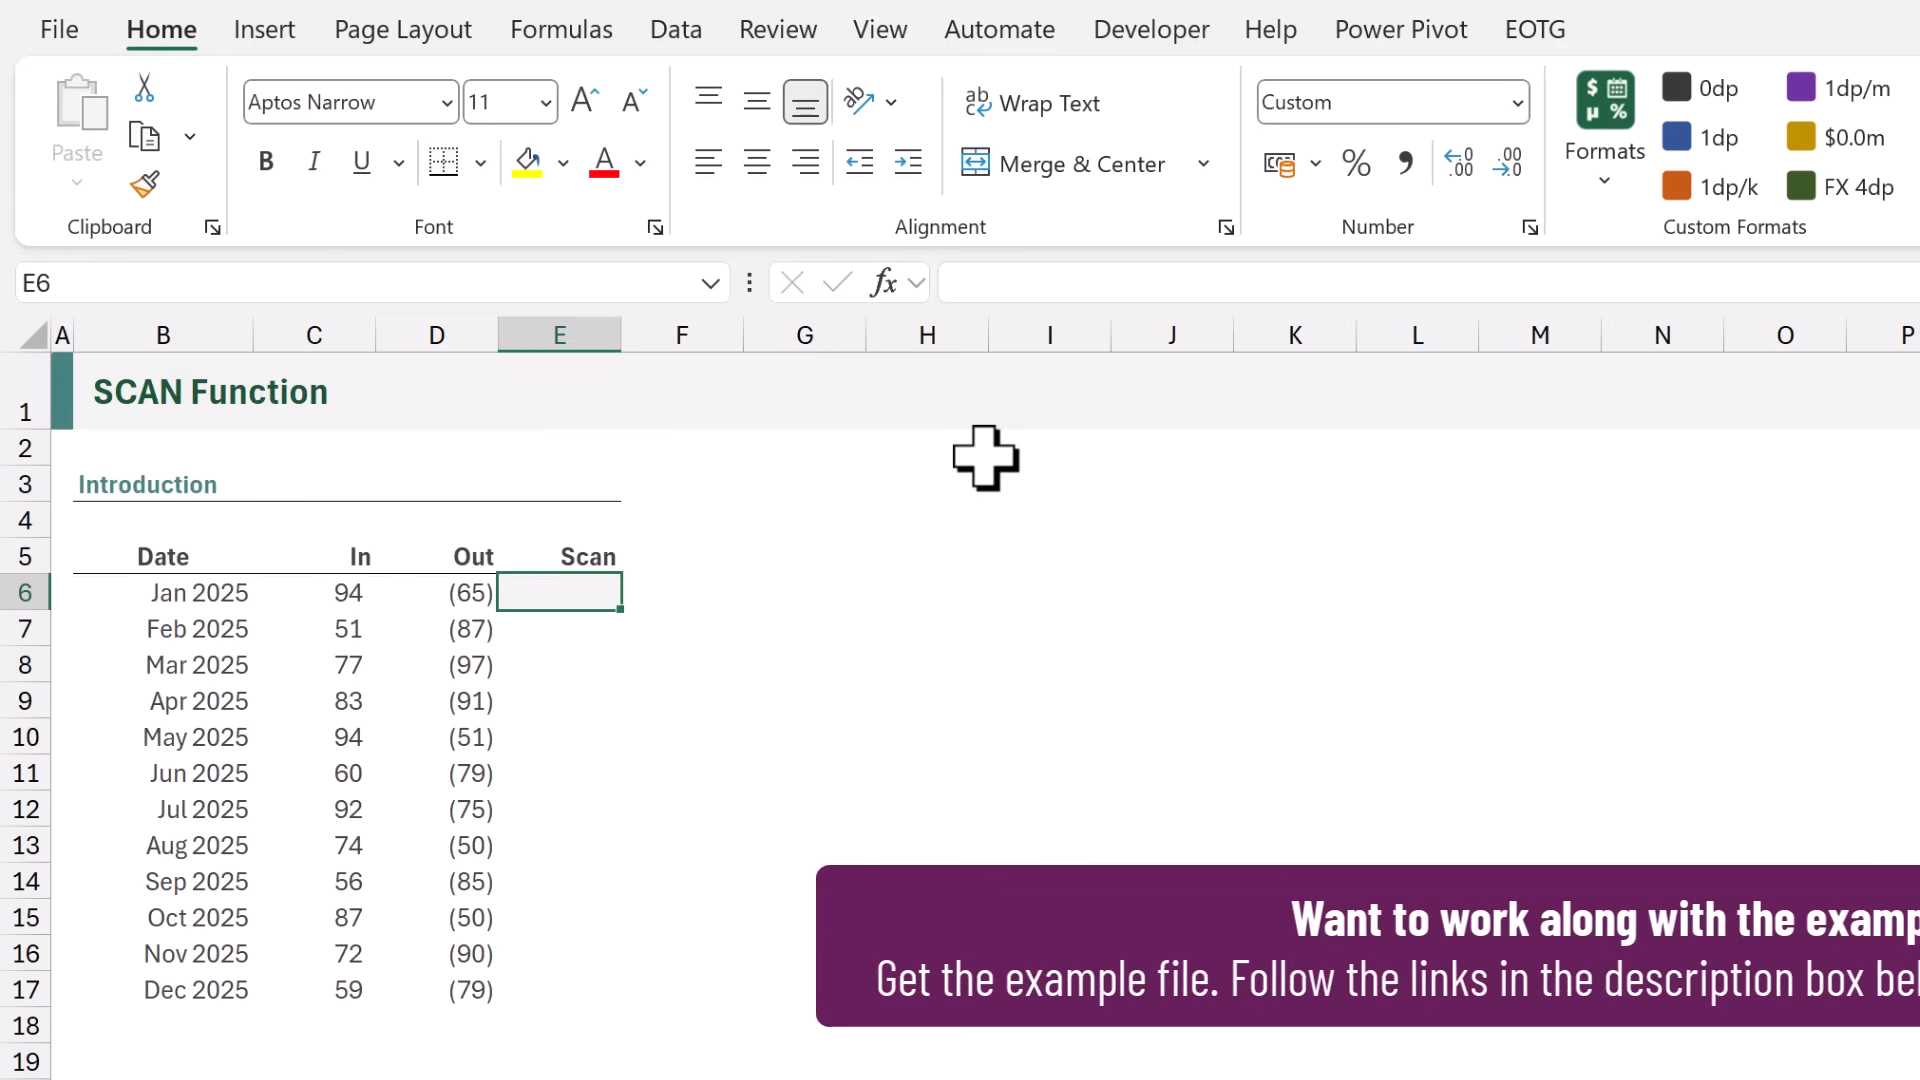 File Home Insert Page Layout Formulas Data Review View Automate Developer Help Power Pivot EOTG
Paste
Clipboard
Aptos Narrow 11 A A
B I U A
Font
ab Wrap Text
Merge & Center
Alignment
Custom
% 9 .0 .00 .00 .0
Number
Formats
0dp 1dp/m
1dp $0.0m
1dp/k FX 4dp
Custom Formats
E6 fx
A B C D E F G H I J K L M N O P
1 SCAN Function
2
3 Introduction
4
5 Date In Out Scan
6 Jan 2025 94 (65)
7 Feb 2025 51 (87)
8 Mar 2025 77 (97)
9 Apr 2025 83 (91)
10 May 2025 94 (51)
11 Jun 2025 60 (79)
12 Jul 2025 92 (75)
13 Aug 2025 74 (50)
14 Sep 2025 56 (85)
15 Oct 2025 87 (50)
16 Nov 2025 72 (90)
17 Dec 2025 59 (79)
18
19
Want to work along with the examp
Get the example file. Follow the links in the description box bel